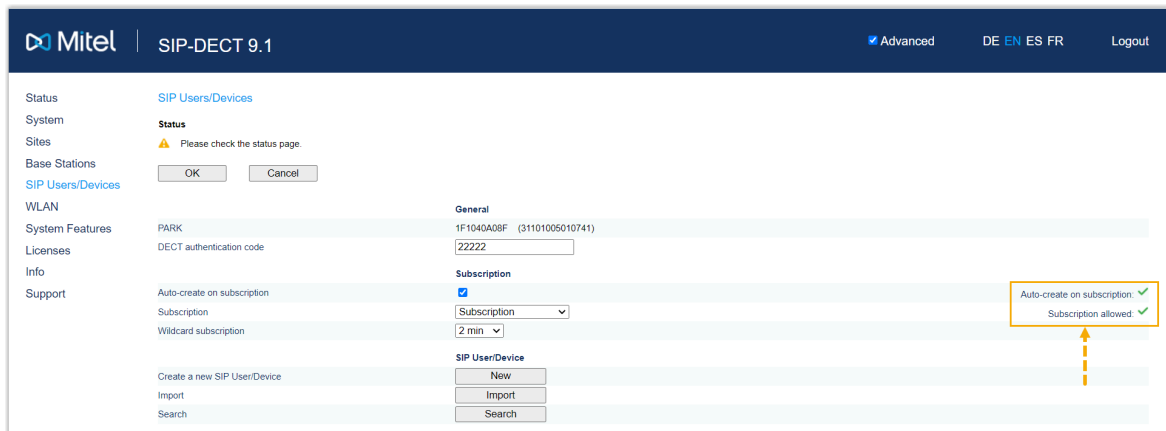 Mitel SIP-DECT 9.1 Advanced DE EN ES FR Logout
Status
System
Sites
Base Stations
SIP Users/Devices
WLAN
System Features
Licenses
Info
Support
SIP Users/Devices
Status
Please check the status page.
OK Cancel
General
PARK 1F1040A08F (31101005010741)
DECT authentication code 22222
Subscription
Auto-create on subscription Auto-create on subscription:
Subscription Subscription Subscription allowed:
Wildcard subscription 2 min
SIP User/Device
Create a new SIP User/Device New
Import Import
Search Search